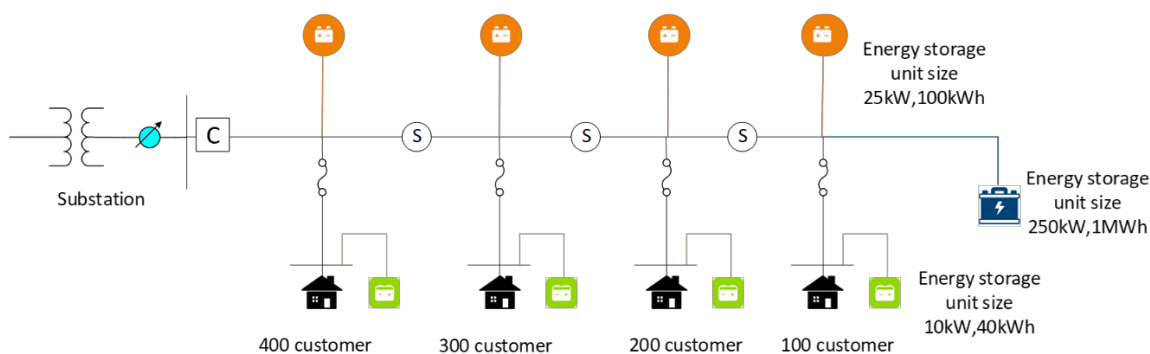 Energy storage
unit size
25kW,100kWh
C
S
S
S
Substation
Energy storage
unit size
250kW,1MWh
Energy storage
unit size
10kW,40kWh
400 customer
300 customer
200 customer
100 customer